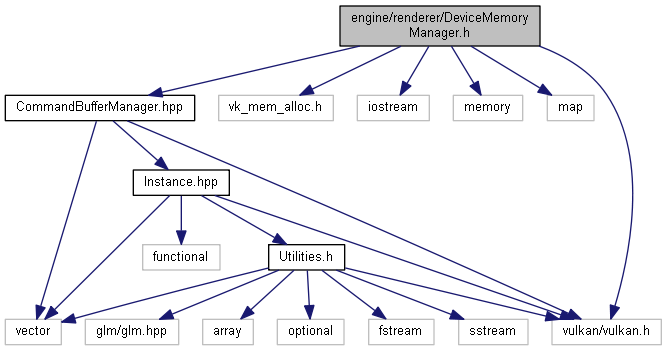 engine/renderer/DeviceMemory
Manager.h
CommandBufferManager.hpp
vk_mem_alloc.h
iostream
memory
map
Instance.hpp
functional
Utilities.h
vector
glm/glm.hpp
array
optional
fstream
sstream
vulkan/vulkan.h